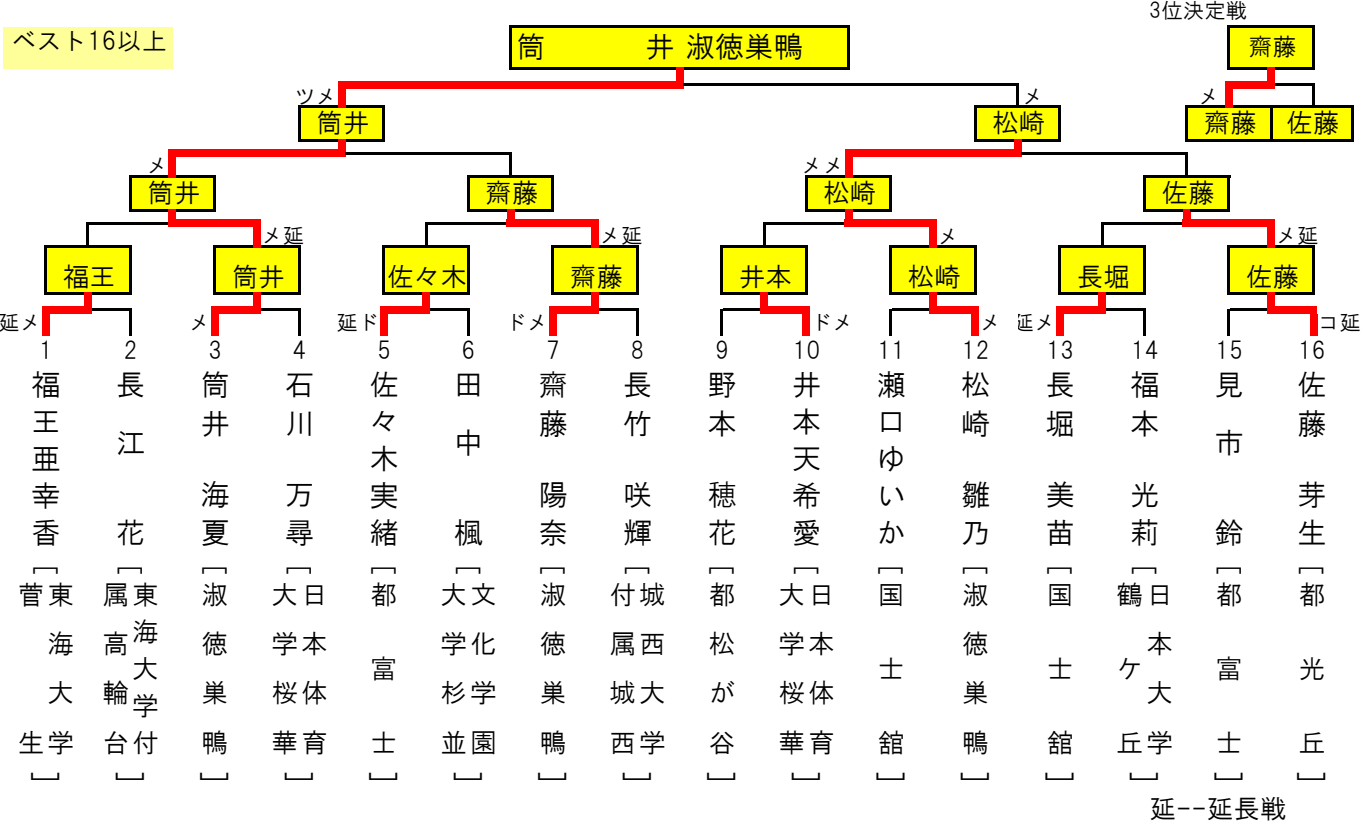 3位決定戦
ベスト16以上
筒 井 淑徳巣鴨
齋藤
ツメ
メ
メ
筒井
松崎
齋藤
佐藤
メ
メメ
筒井
齋藤
松崎
佐藤
メ延
メ延
メ
メ延
福王
筒井
佐々木
齋藤
井本
松崎
長堀
佐藤
延メ
メ
延ド
ドメ
ドメ
メ
延メ
コ延
1
2
3
4
5
6
7
8
9
10
11
12
13
14
15
16
福王亜幸香
長江 花
筒井 海夏
石川 万尋
佐々木実緒
田中 楓
齋藤 陽奈
長竹 咲輝
野本 穂花
井本天希愛
瀬口ゆいか
松崎 雛乃
長堀 美苗
福本 光莉
見市 鈴
佐藤 芽生
[東海大学菅生]
[東海大学付属高輪台]
[淑徳巣鴨]
[日本体育大学桜華]
[都富士]
[文化学園大学杉並]
[淑徳巣鴨]
[城西大学付属城西]
[都松が谷]
[日本体育大学桜華]
[国士舘]
[淑徳巣鴨]
[国士舘]
[日本大学鶴ケ丘]
[都富士]
[都光丘]
延--延長戦